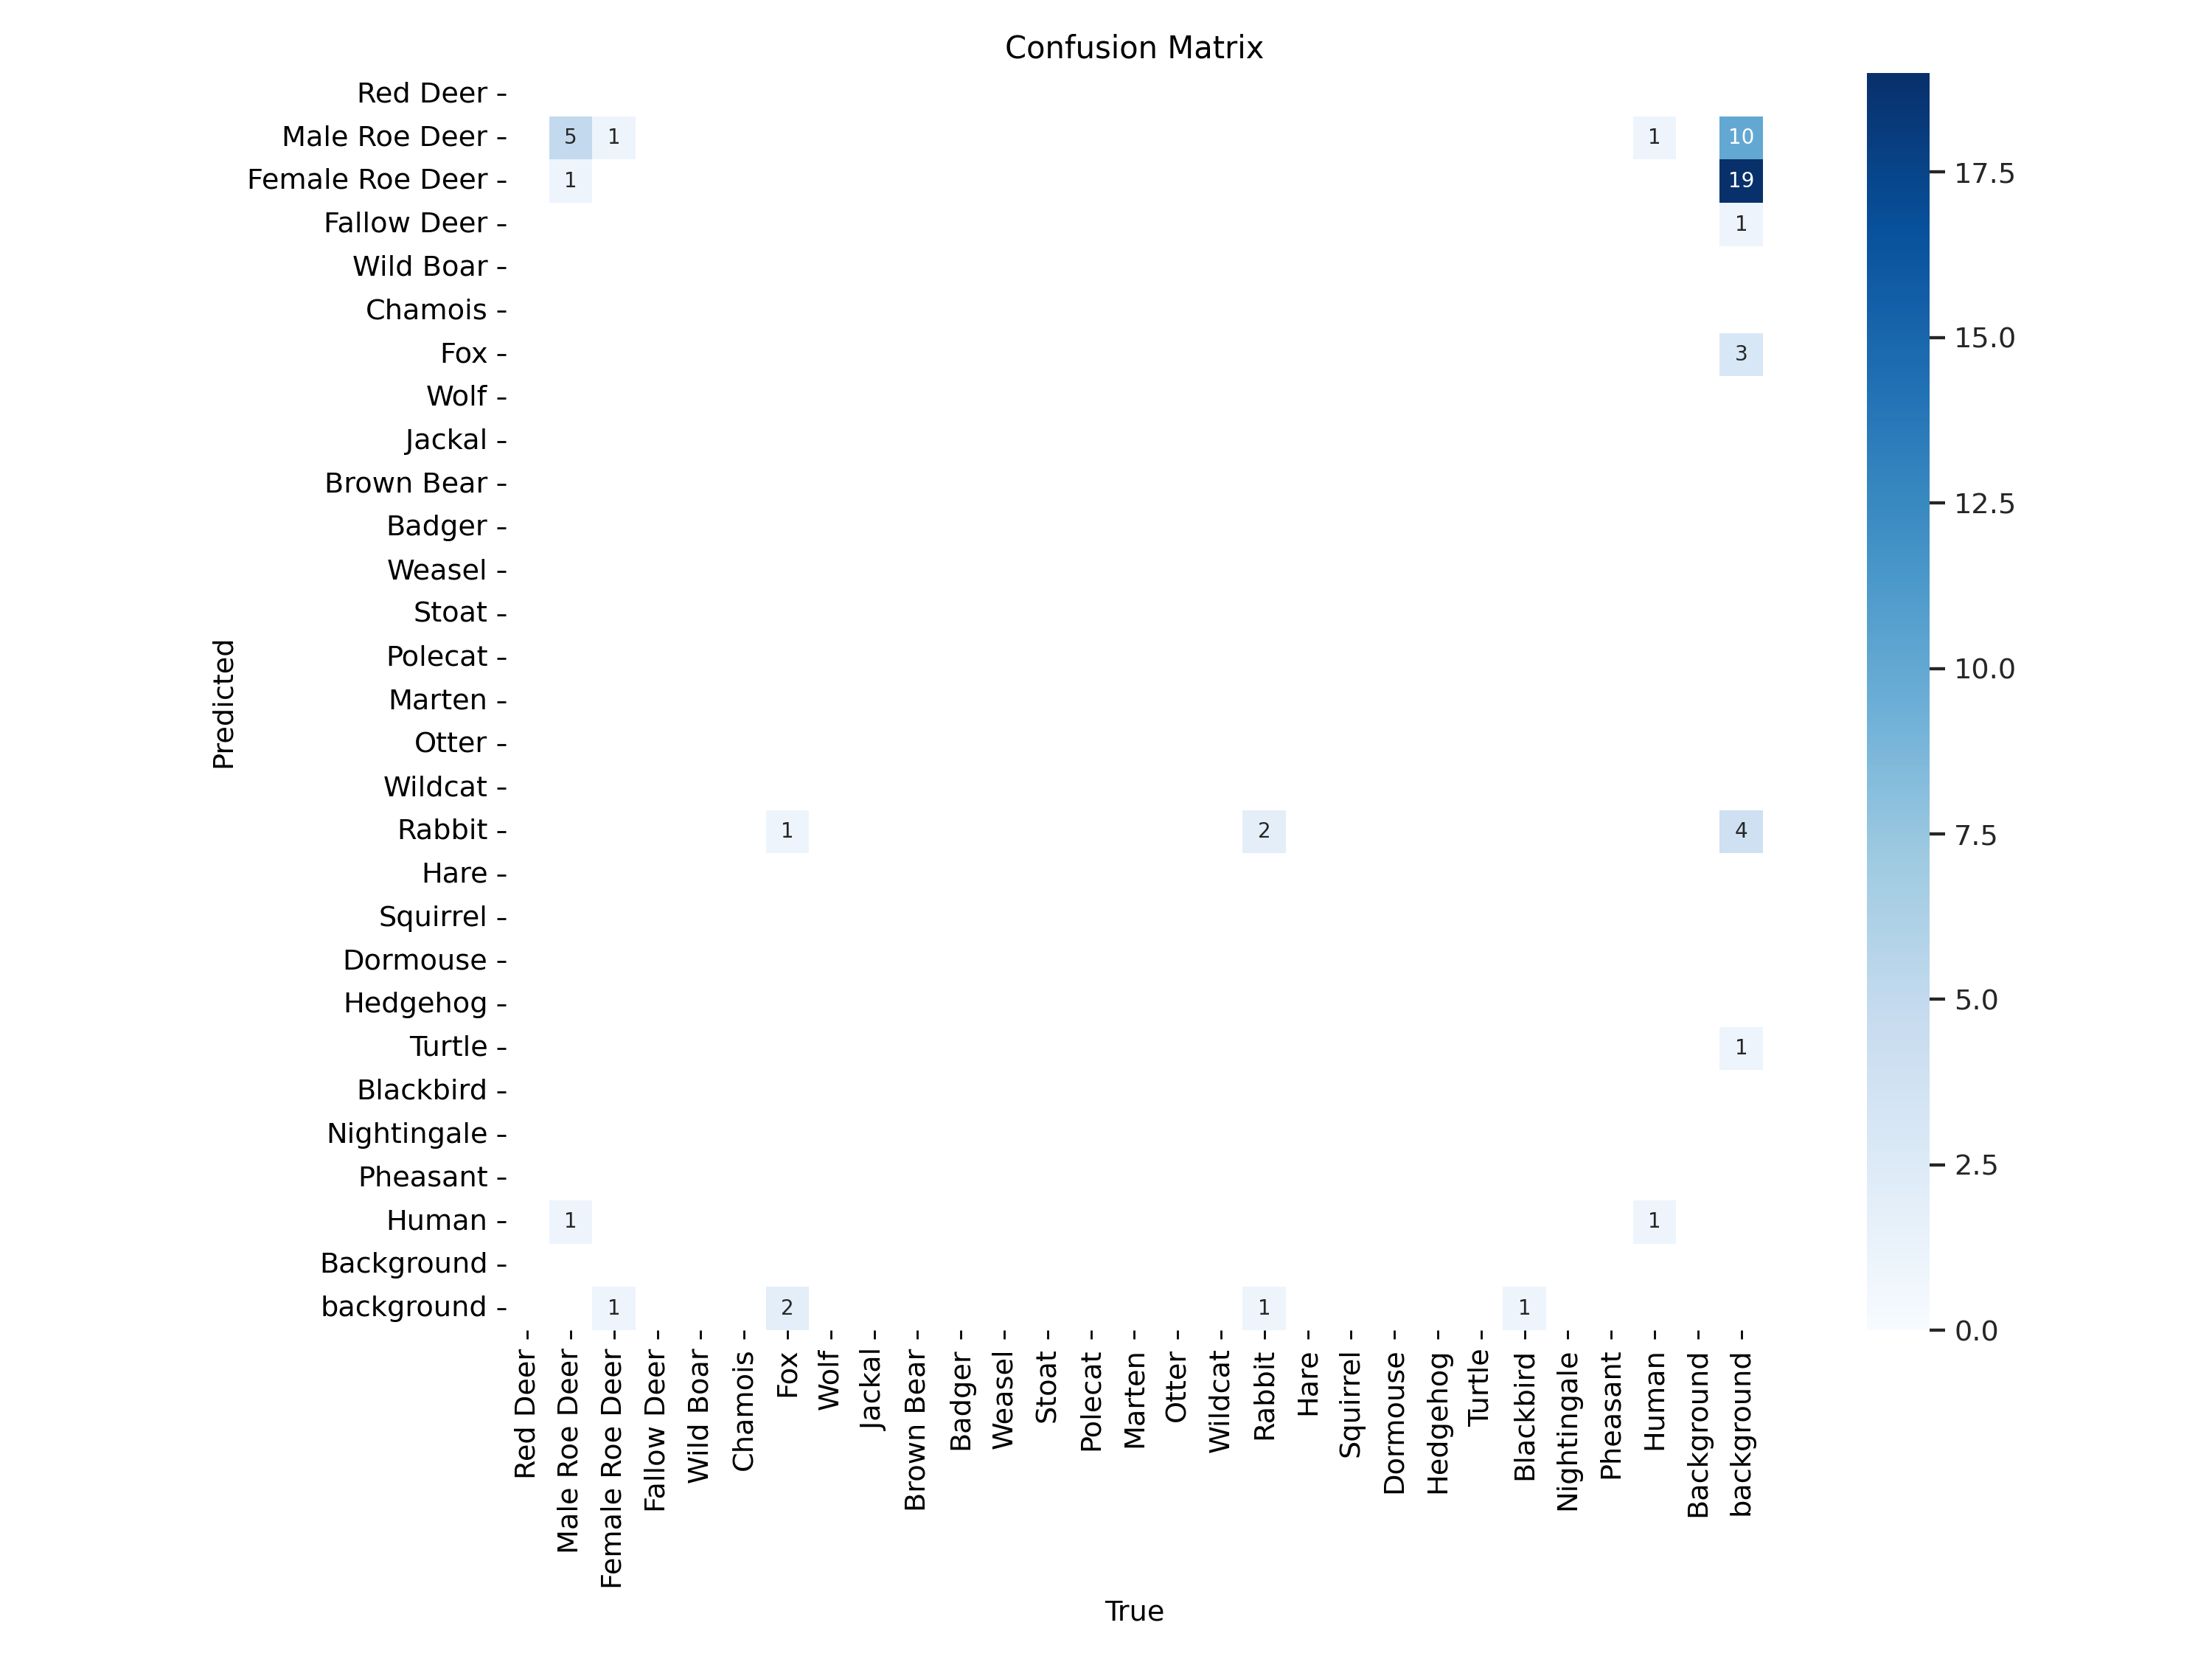 Confusion Matrix
Red Deer
Male Roe Deer 5 1 1 10
Female Roe Deer 1 19
Fallow Deer 1
Wild Boar
Chamois
Fox 3
Wolf
Jackal
Brown Bear
Badger
Weasel
Stoat
Polecat
Marten
Otter
Wildcat
Rabbit 1 2 4
Hare
Squirrel
Dormouse
Hedgehog
Turtle 1
Blackbird
Nightingale
Pheasant
Human 1 1
Background
background 1 2 1 1
Predicted
Red Deer
Male Roe Deer
Female Roe Deer
Fallow Deer
Wild Boar
Chamois
Fox
Wolf
Jackal
Brown Bear
Badger
Weasel
Stoat
Polecat
Marten
Otter
Wildcat
Rabbit
Hare
Squirrel
Dormouse
Hedgehog
Turtle
Blackbird
Nightingale
Pheasant
Human
Background
background
True
17.5
15.0
12.5
10.0
7.5
5.0
2.5
0.0